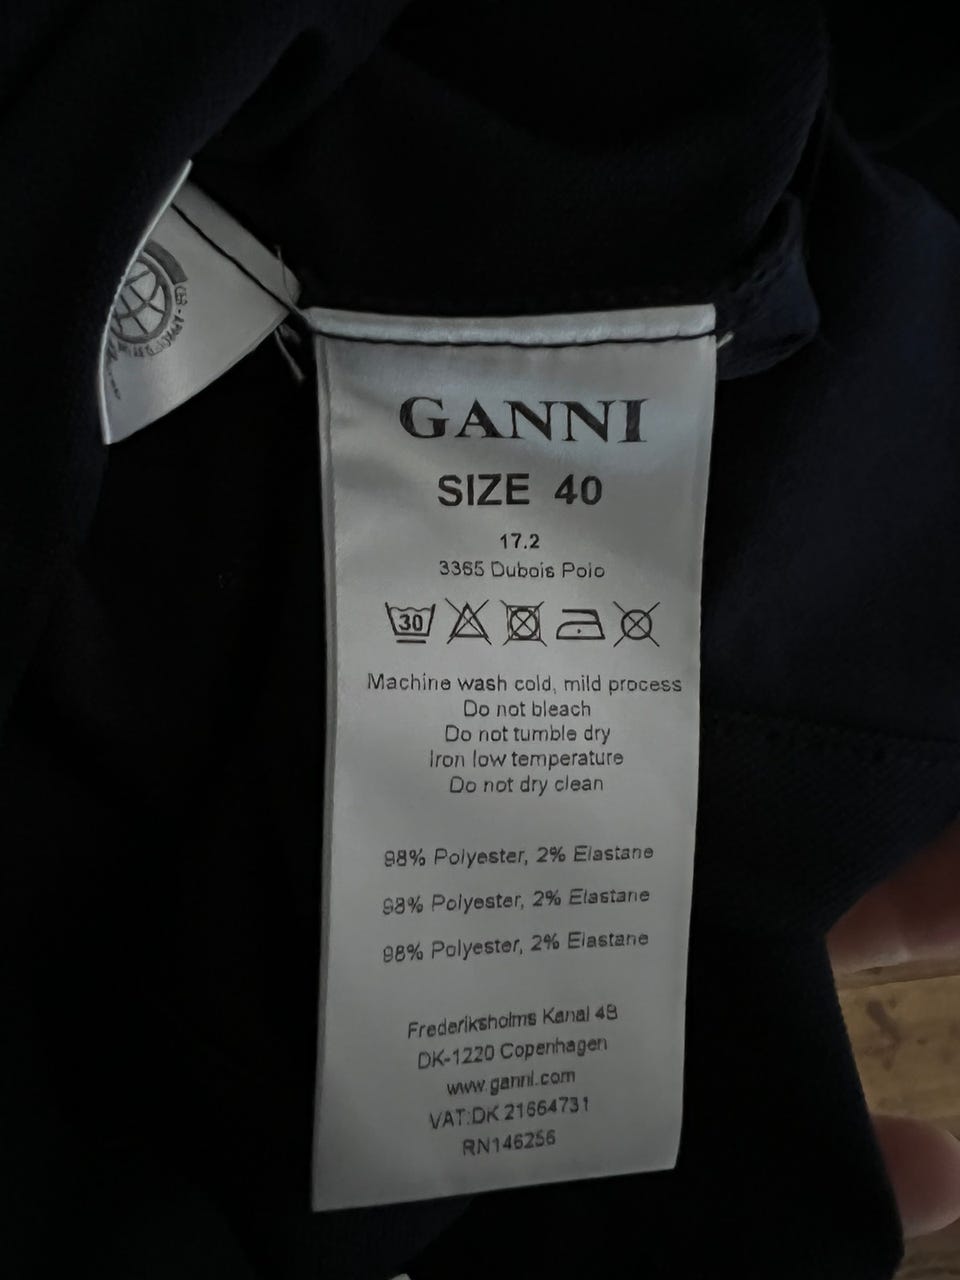 GANNI
SIZE 40
17.2
3365 Dubois Polo
30
Machine wash cold, mild process
Do not bleach
Do not tumble dry
Iron low temperature
Do not dry clean
98% Polyester, 2% Elastane
98% Polyester, 2% Elastane
98% Polyester, 2% Elastane
Frederiksholms Kanal 4B
DK-1220 Copenhagen
www.ganni.com
VAT:DK 21664731
RN146256